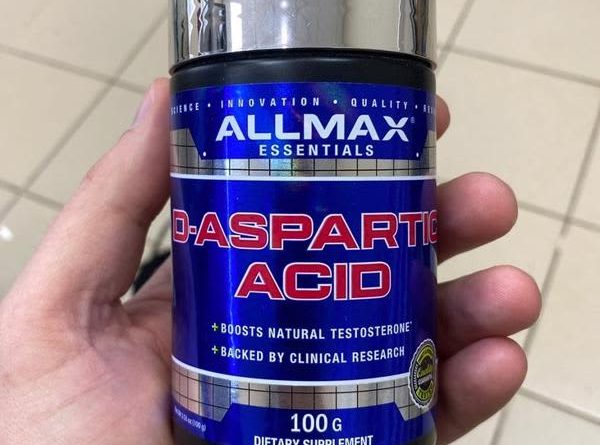 SCIENCE • INNOVATION • QUALITY •
ALLMAX®
ESSENTIALS
D-ASPARTIC
ACID
+BOOSTS NATURAL TESTOSTERONE*
+BACKED BY CLINICAL RESEARCH
100 G
DIETARY SUPPLEMENT